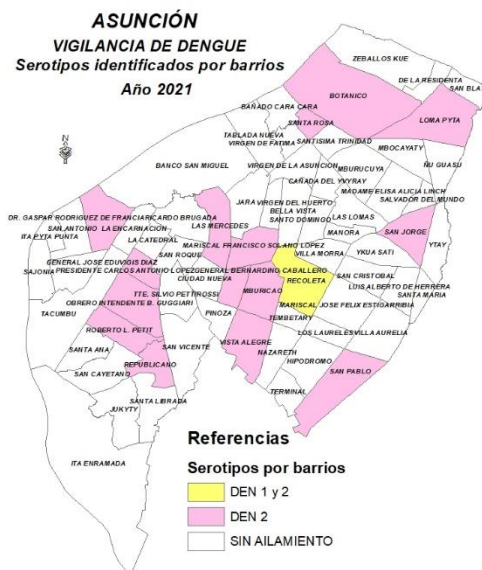 ASUNCIÓN
VIGILANCIA DE DENGUE
Serotipos identificados por barrios
Año 2021
N
ZEBALLOS KUE
DE LA RESIDENTA
SAN BLA
BOTANICO
BAÑADO CARA CARA
LOMA PYTA
SANTA ROSA
TABLADA NUEVA
VIRGEN DE FATIMA
SANTISIMA TRINIDAD
MBOCAYATY
BANCO SAN MIGUEL
VIRGEN DE LA ASUNCION
MBURUCUYA
ÑU GUASU
CAÑADA DEL YVYRAY
MADAME ELISA ALICIA LINCH
SALVADOR DEL MUNDO
JARA
VIRGEN DEL HUERTO
BELLA VISTA
SANTO DOMINGO
LAS LOMAS
DR. GASPAR RODRIGUEZ DE FRANCIA
RICARDO BRUGADA
SAN ANTONIO
LA ENCARNACION
LAS MERCEDES
MANORA
SAN JORGE
ITA PYTA PUNTA
LA CATEDRAL
MARISCAL FRANCISCO SOLANO LOPEZ
VILLA MORRA
YKUA SATI
YTAY
GENERAL JOSE EDUVIGIS DIAZ
SAN ROQUE
SAJONIA
PRESIDENTE CARLOS ANTONIO LOPEZ
GENERAL BERNARDINO CABALLERO
CIUDAD NUEVA
RECOLETA
SAN CRISTOBAL
LUIS ALBERTO DE HERRERA
SANTA MARIA
TTE. SILVIO PETTIROSSI
MBURICAO
TACUMBU
OBRERO INTENDENTE B. GUGGIARI
PINOZA
TEMBETARY
MARISCAL JOSE FELIX ESTIGARRIBIA
ROBERTO L. PETIT
LOS LAURELES
VILLA AURELIA
SANTA ANA
SAN VICENTE
VISTA ALEGRE
NAZARETH
HIPODROMO
REPUBLICANO
SAN CAYETANO
SAN PABLO
TERMINAL
JUKYTY
SANTA LIBRADA
ITA ENRAMADA
Referencias
Serotipos por barrios
DEN 1 y 2
DEN 2
SIN AILAMIENTO